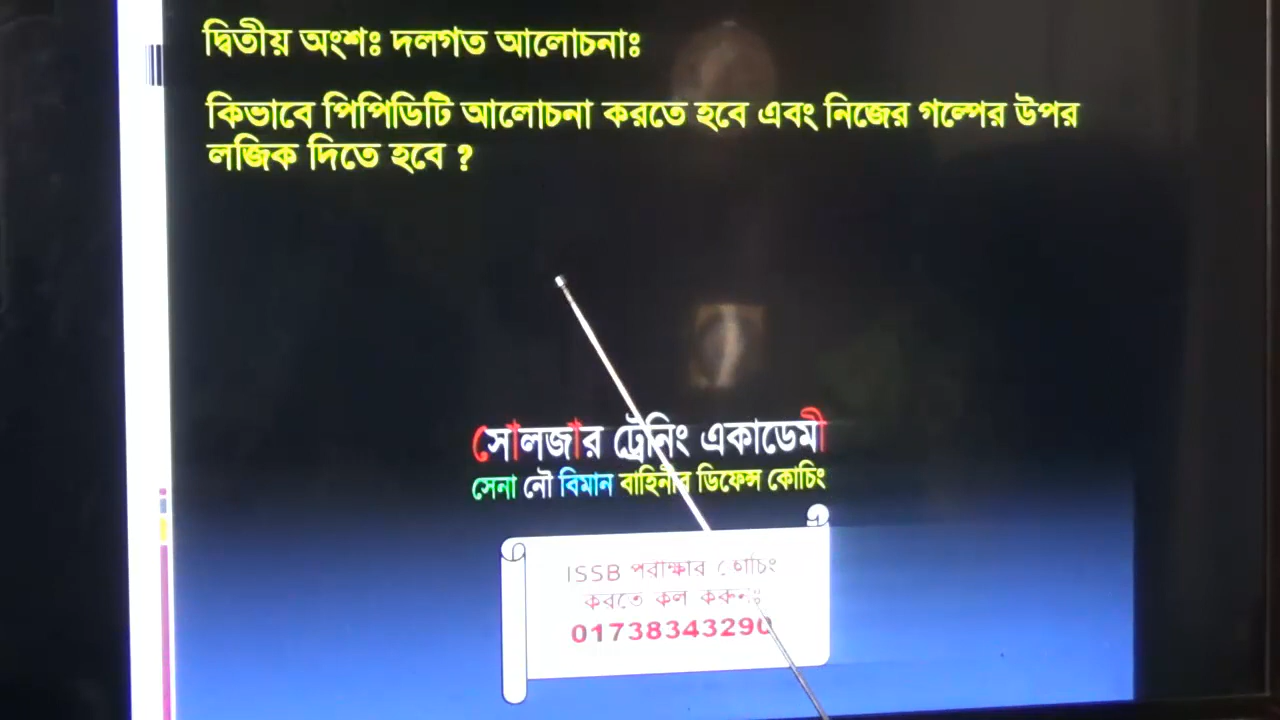 দ্বিতীয় অংশঃ দলগত আলোচনাঃ
কিভাবে পিপিডিটি আলোচনা করতে হবে এবং নিজের গল্পের উপর
লজিক দিতে হবে ?
সোলজার ট্রেনিং একাডেমী
সেনা নৌ বিমান বাহিনীর ডিফেন্স কোচিং
ISSB পরীক্ষার কোচিং
করতে কল করুনঃ
01738343290